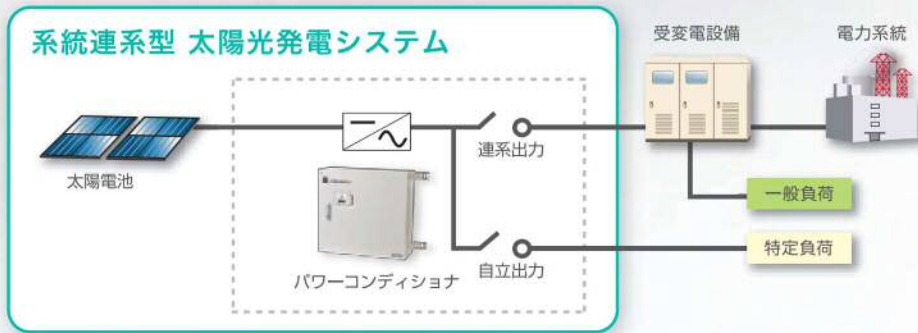 系統連系型 太陽光発電システム
受変電設備
電力系統
連系出力
太陽電池
一般負荷
特定負荷
自立出力
パワーコンディショナ